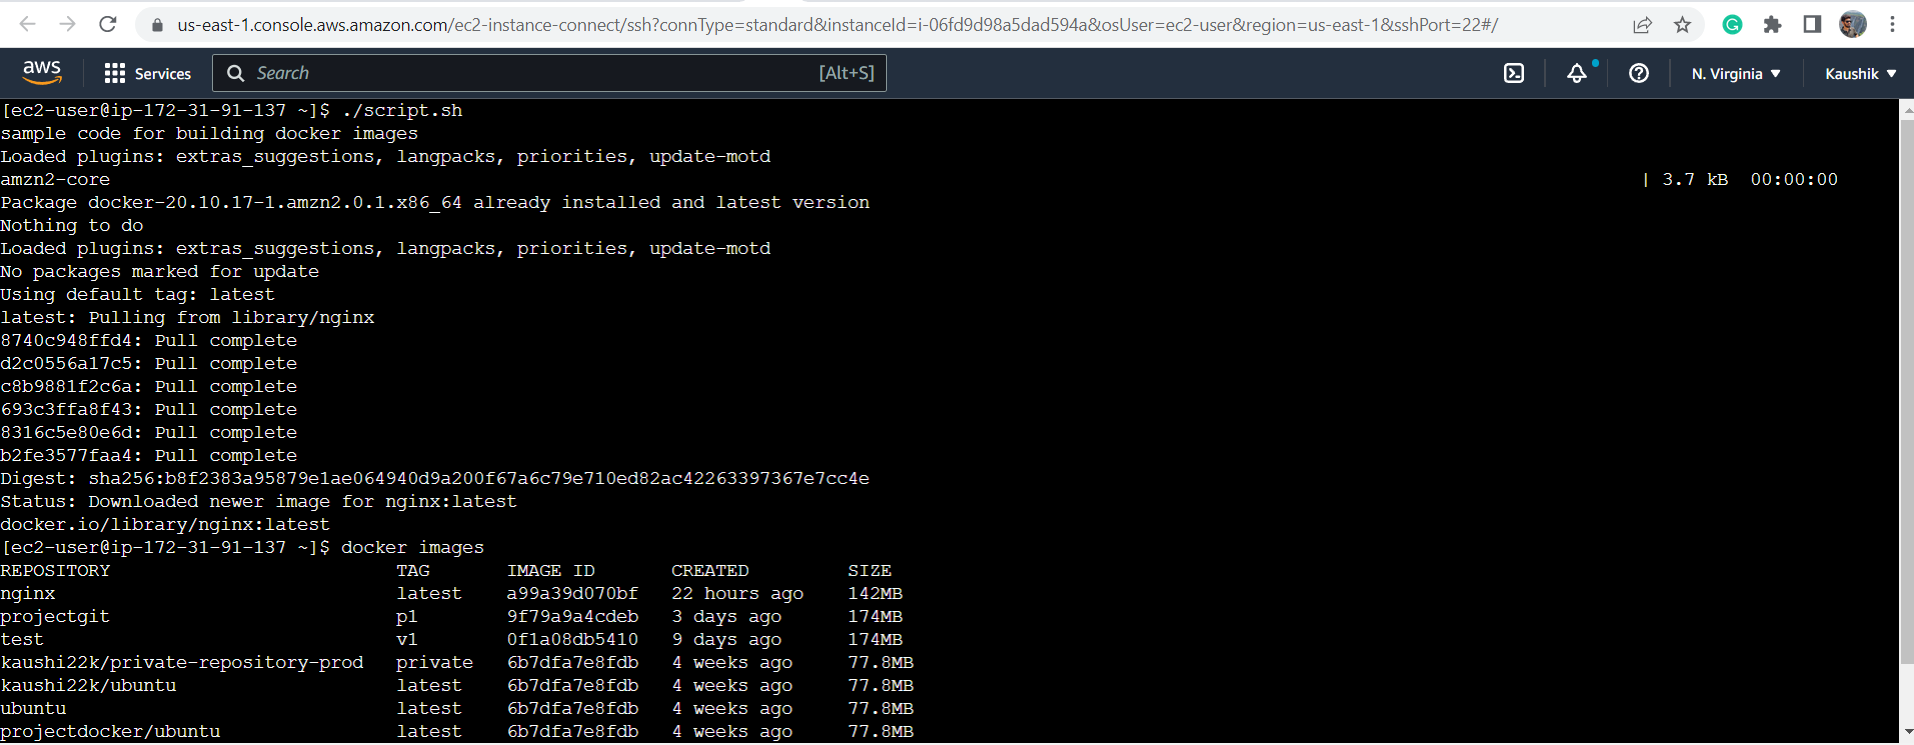 us-east-1.console.aws.amazon.com/ec2-instance-connect/ssh?connType=standard&instanceId=i-06fd9d98a5dad594a&osUser=ec2-user&region=us-east-1&sshPort=22#/
aws Services Search [Alt+S] N. Virginia Kaushik
[ec2-user@ip-172-31-91-137 ~]$ ./script.sh
sample code for building docker images
Loaded plugins: extras_suggestions, langpacks, priorities, update-motd
amzn2-core | 3.7 kB 00:00:00
Package docker-20.10.17-1.amzn2.0.1.x86_64 already installed and latest version
Nothing to do
Loaded plugins: extras_suggestions, langpacks, priorities, update-motd
No packages marked for update
Using default tag: latest
latest: Pulling from library/nginx
8740c948ffd4: Pull complete
d2c0556a17c5: Pull complete
c8b9881f2c6a: Pull complete
693c3ffa8f43: Pull complete
8316c5e80e6d: Pull complete
b2fe3577faa4: Pull complete
Digest: sha256:b8f2383a95879e1ae064940d9a200f67a6c79e710ed82ac42263397367e7cc4e
Status: Downloaded newer image for nginx:latest
docker.io/library/nginx:latest
[ec2-user@ip-172-31-91-137 ~]$ docker images
REPOSITORY TAG IMAGE ID CREATED SIZE
nginx latest a99a39d070bf 22 hours ago 142MB
projectgit p1 9f79a9a4cdeb 3 days ago 174MB
test v1 0f1a08db5410 9 days ago 174MB
kaushi22k/private-repository-prod private 6b7dfa7e8fdb 4 weeks ago 77.8MB
kaushi22k/ubuntu latest 6b7dfa7e8fdb 4 weeks ago 77.8MB
ubuntu latest 6b7dfa7e8fdb 4 weeks ago 77.8MB
projectdocker/ubuntu latest 6b7dfa7e8fdb 4 weeks ago 77.8MB